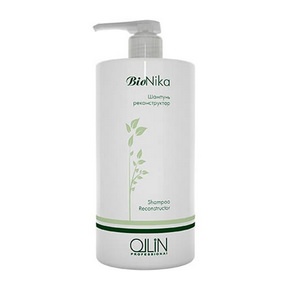 BioNika
Шампунь
реконструктор
Shampoo
Reconstructor
OLLIN
PROFESSIONAL